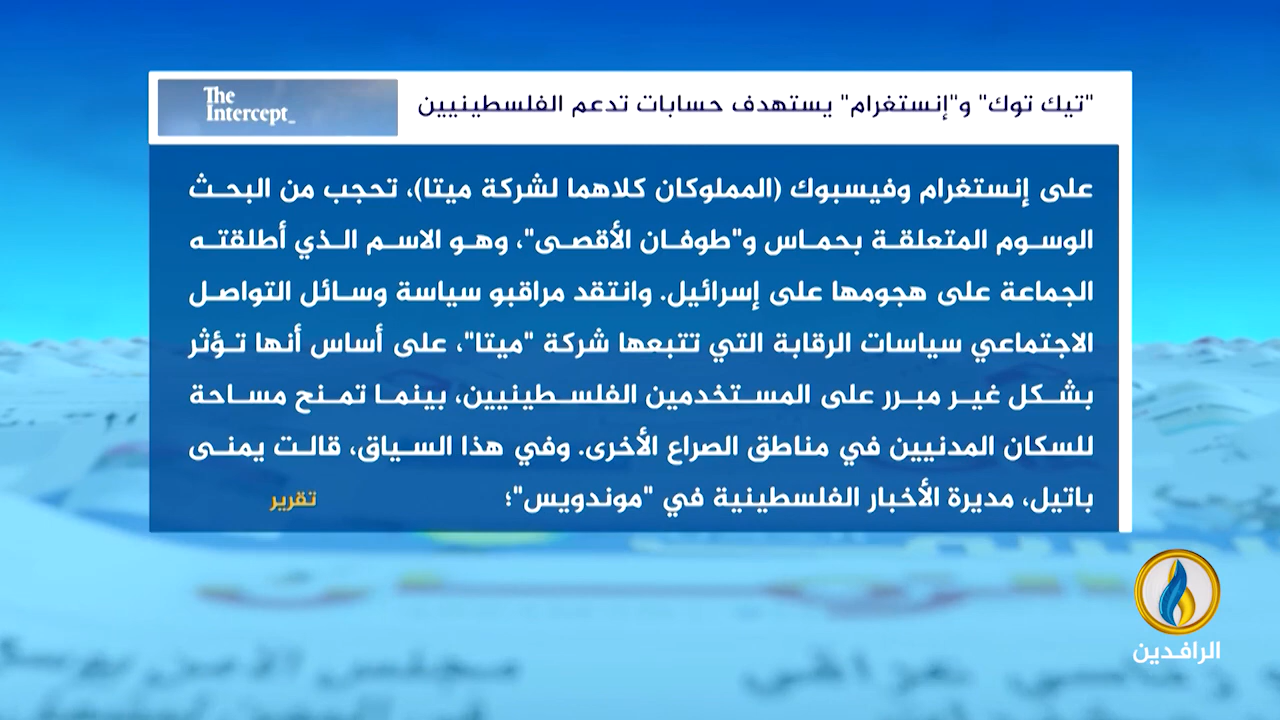 The
Intercept_
"تيك توك" و"إنستغرام" يستهدف حسابات تدعم الفلسطينيين
على إنستغرام وفيسبوك (المملوكان كلاهما لشركة ميتا)، تحجب من البحث
الوسوم المتعلقة بحماس و"طوفان الأقصى"، وهو الاسم الذي أطلقته
الجماعة على هجومها على إسرائيل. وانتقد مراقبو سياسة وسائل التواصل
الاجتماعي سياسات الرقابة التي تتبعها شركة "ميتا"، على أساس أنها تؤثر
بشكل غير مبرر على المستخدمين الفلسطينيين، بينما تمنح مساحة
للسكان المدنيين في مناطق الصراع الأخرى. وفي هذا السياق، قالت يمنى
باتيل، مديرة الأخبار الفلسطينية في "موندويس"؛
تقرير
الرافدين
مجلس الأمن